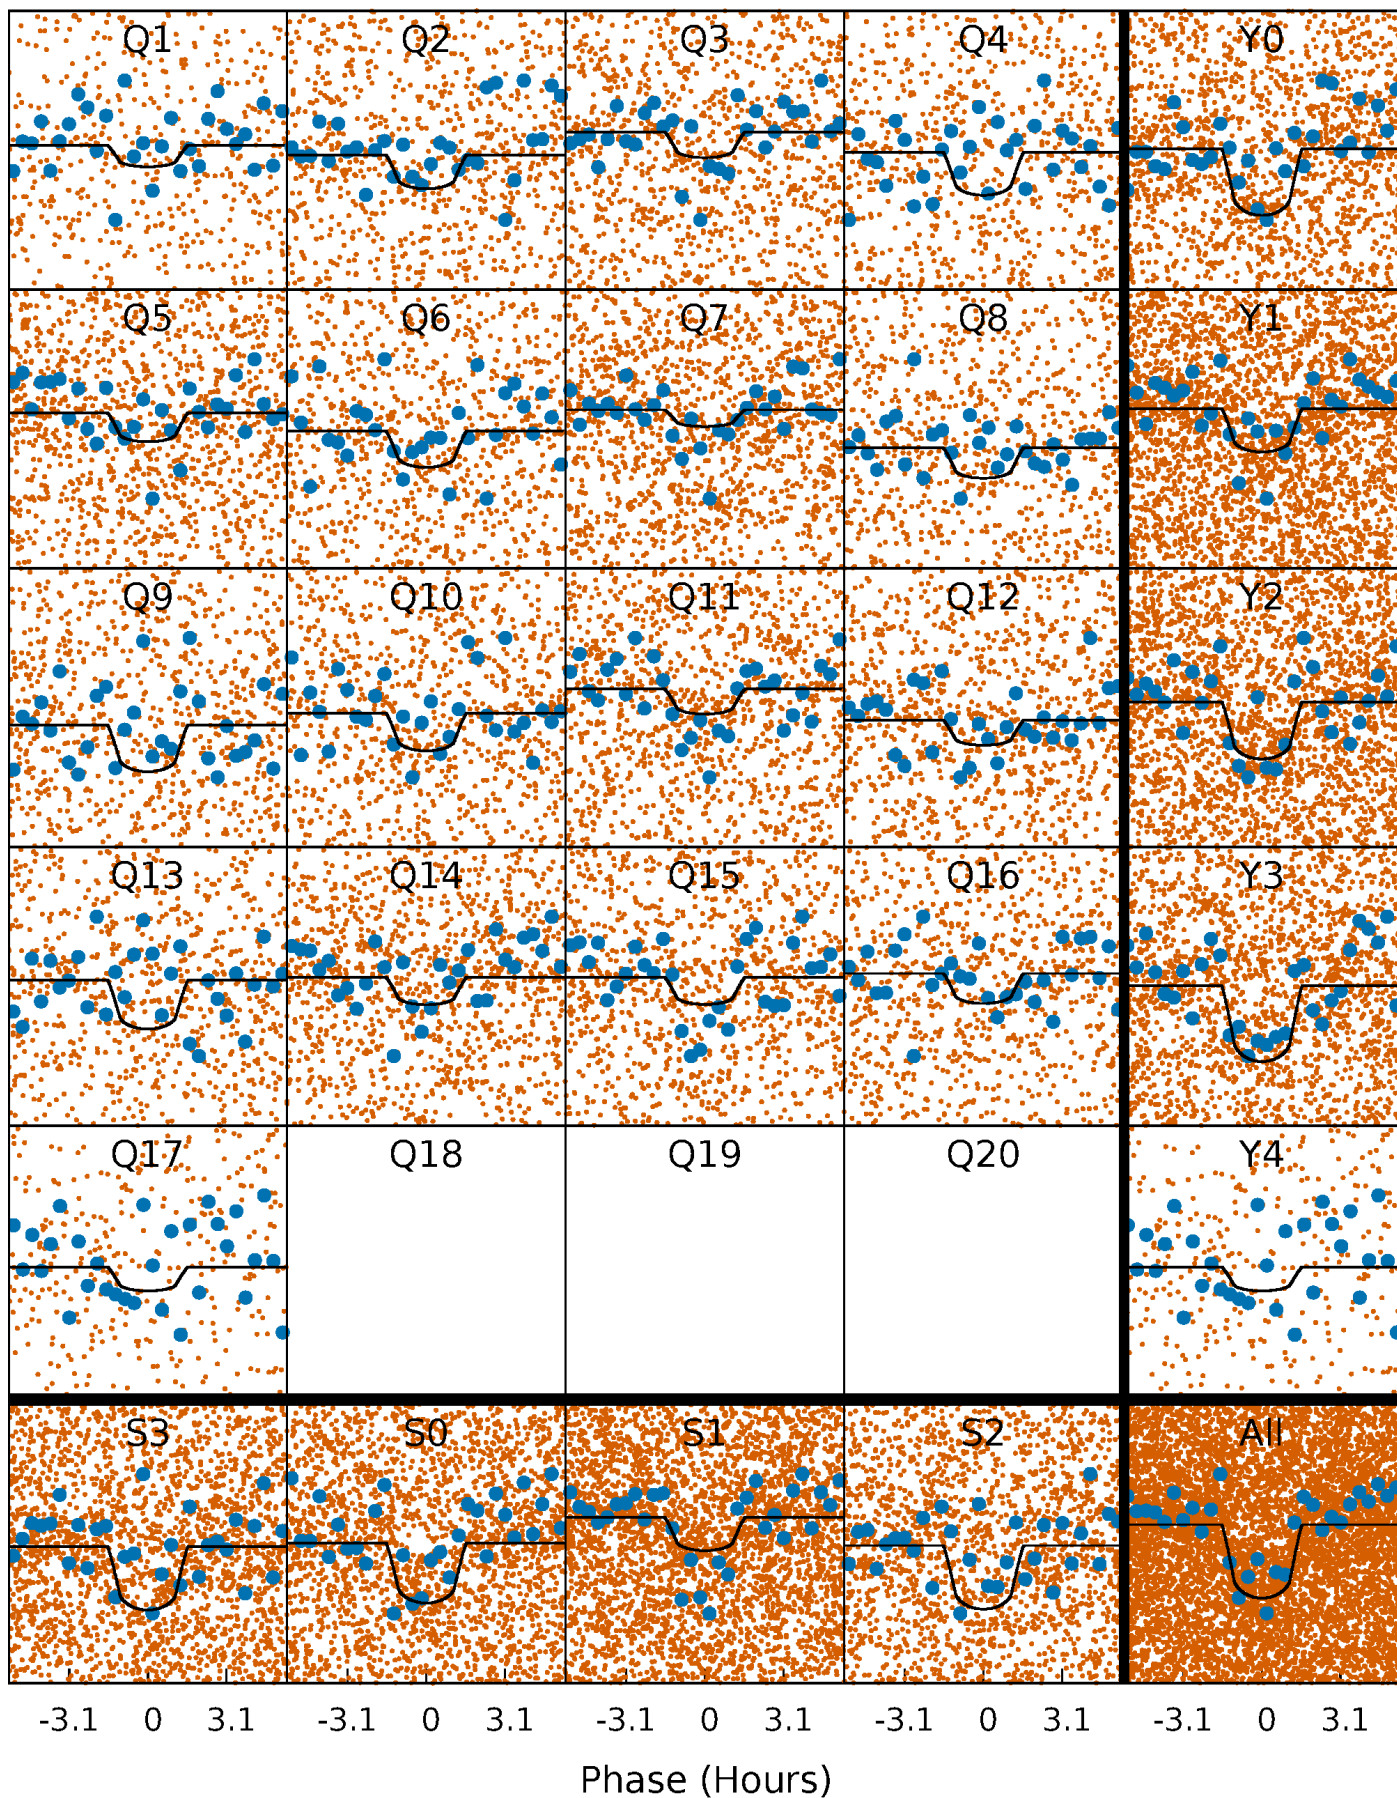 Q1 Q2 Q3 Q4 Y0
Q5 Q6 Q7 Q8 Y1
Q9 Q10 Q11 Q12 Y2
Q13 Q14 Q15 Q16 Y3
Q17 Q18 Q19 Q20 Y4
S3 S0 S1 S2 All
-3.1 0 3.1 -3.1 0 3.1 -3.1 0 3.1 -3.1 0 3.1 -3.1 0 3.1
Phase (Hours)